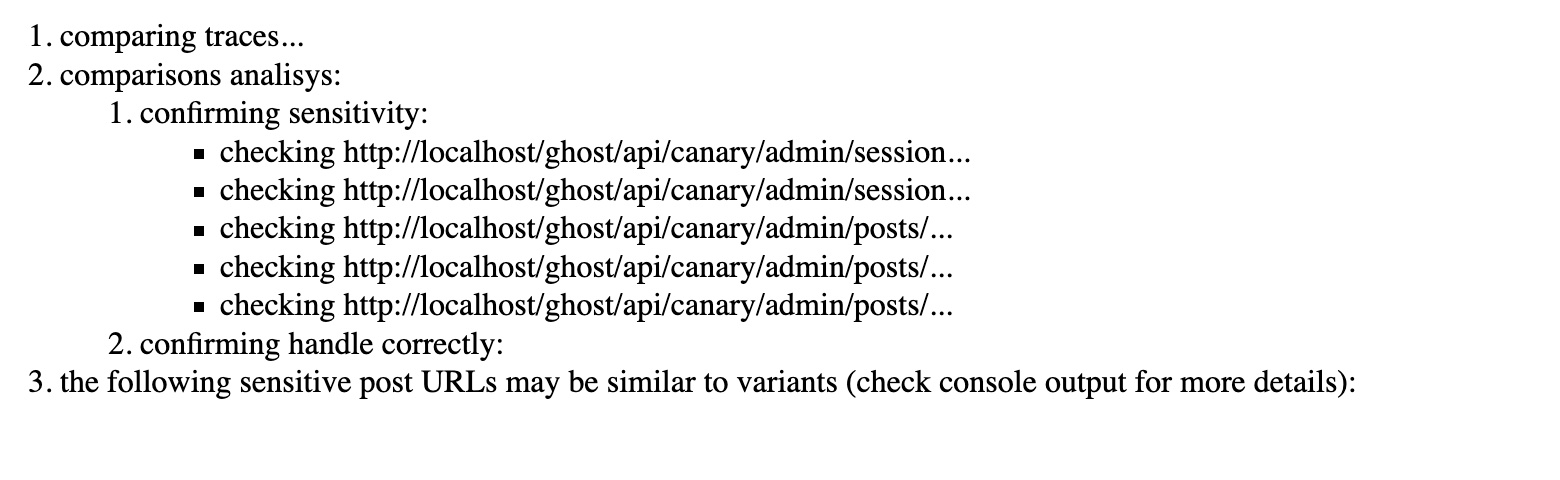 1. comparing traces...
2. comparisons analisys:
1. confirming sensitivity:
▪ checking http://localhost/ghost/api/canary/admin/session...
▪ checking http://localhost/ghost/api/canary/admin/session...
▪ checking http://localhost/ghost/api/canary/admin/posts/...
▪ checking http://localhost/ghost/api/canary/admin/posts/...
▪ checking http://localhost/ghost/api/canary/admin/posts/...
2. confirming handle correctly:
3. the following sensitive post URLs may be similar to variants (check console output for more details):